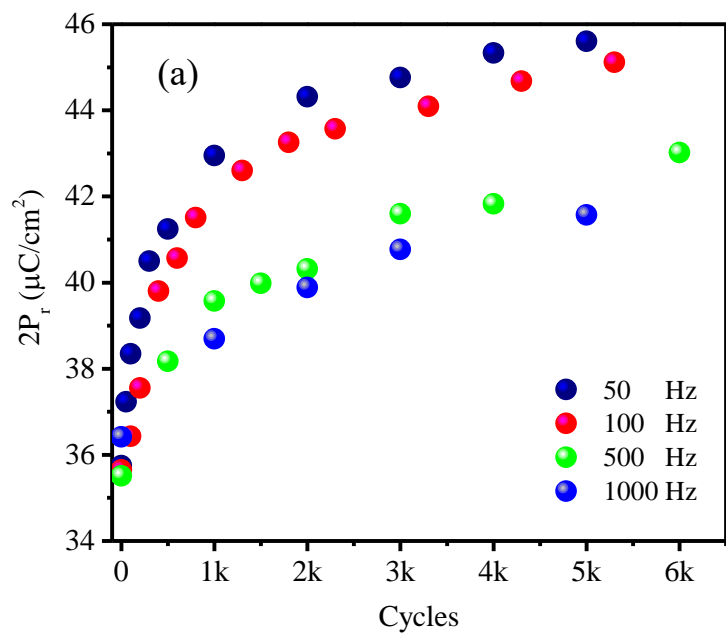 46
(a)
44
42
40
2Pᵣ (μC/cm²)
38
50 Hz
100 Hz
36
500 Hz
1000 Hz
34
0 1k 2k 3k 4k 5k 6k
Cycles